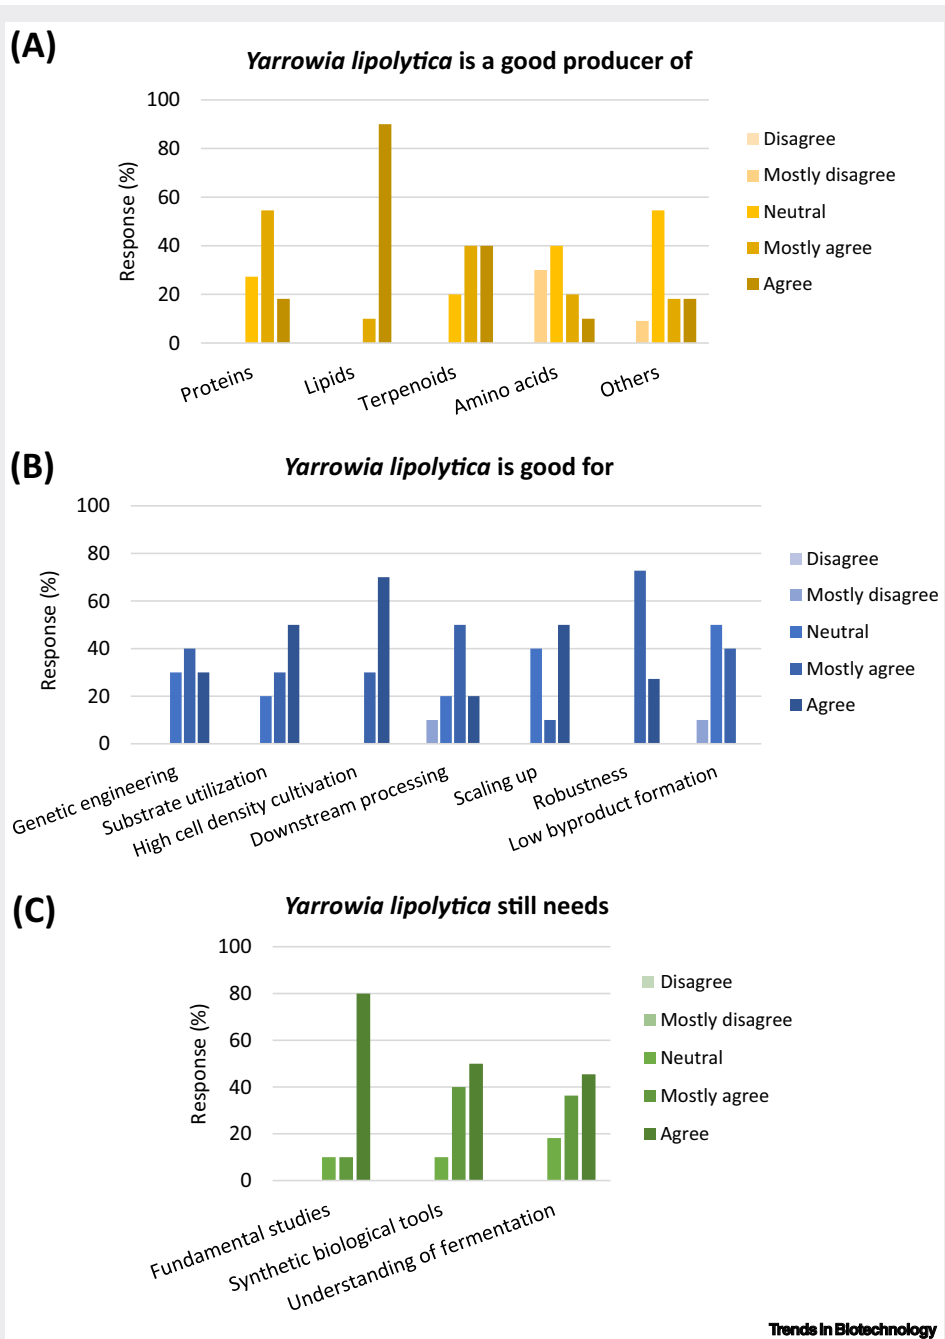 (A)
Yarrowia lipolytica is a good producer of
100
80
60
40
20
0
Response (%)
Proteins
Lipids
Terpenoids
Amino acids
Others
Disagree
Mostly disagree
Neutral
Mostly agree
Agree
(B)
Yarrowia lipolytica is good for
100
80
60
40
20
0
Response (%)
Genetic engineering
Substrate utilization
High cell density cultivation
Downstream processing
Scaling up
Robustness
Low byproduct formation
Disagree
Mostly disagree
Neutral
Mostly agree
Agree
(C)
Yarrowia lipolytica still needs
100
80
60
40
20
0
Response (%)
Fundamental studies
Synthetic biological tools
Understanding of fermentation
Disagree
Mostly disagree
Neutral
Mostly agree
Agree
Trends in Biotechnology